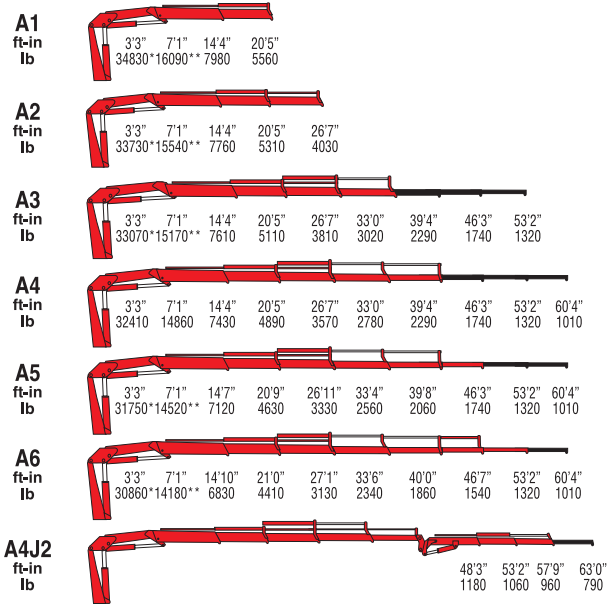 A1
ft-in 3’3” 7’1” 14’4” 20’5”
lb 34830* 16090** 7980 5560
A2
ft-in 3’3” 7’1” 14’4” 20’5” 26’7”
lb 33730* 15540** 7760 5310 4030
A3
ft-in 3’3” 7’1” 14’4” 20’5” 26’7” 33’0” 39’4” 46’3” 53’2”
lb 33070* 15170** 7610 5110 3810 3020 2290 1740 1320
A4
ft-in 3’3” 7’1” 14’4” 20’5” 26’7” 33’0” 39’4” 46’3” 53’2” 60’4”
lb 32410 14860 7430 4890 3570 2780 2290 1740 1320 1010
A5
ft-in 3’3” 7’1” 14’7” 20’9” 26’11” 33’4” 39’8” 46’3” 53’2” 60’4”
lb 31750* 14520** 7120 4630 3330 2560 2060 1740 1320 1010
A6
ft-in 3’3” 7’1” 14’10” 21’0” 27’1” 33’6” 40’0” 46’7” 53’2” 60’4”
lb 30860* 14180** 6830 4410 3130 2340 1860 1540 1320 1010
A4J2
ft-in 48’3” 53’2” 57’9” 63’0”
lb 1180 1060 960 790